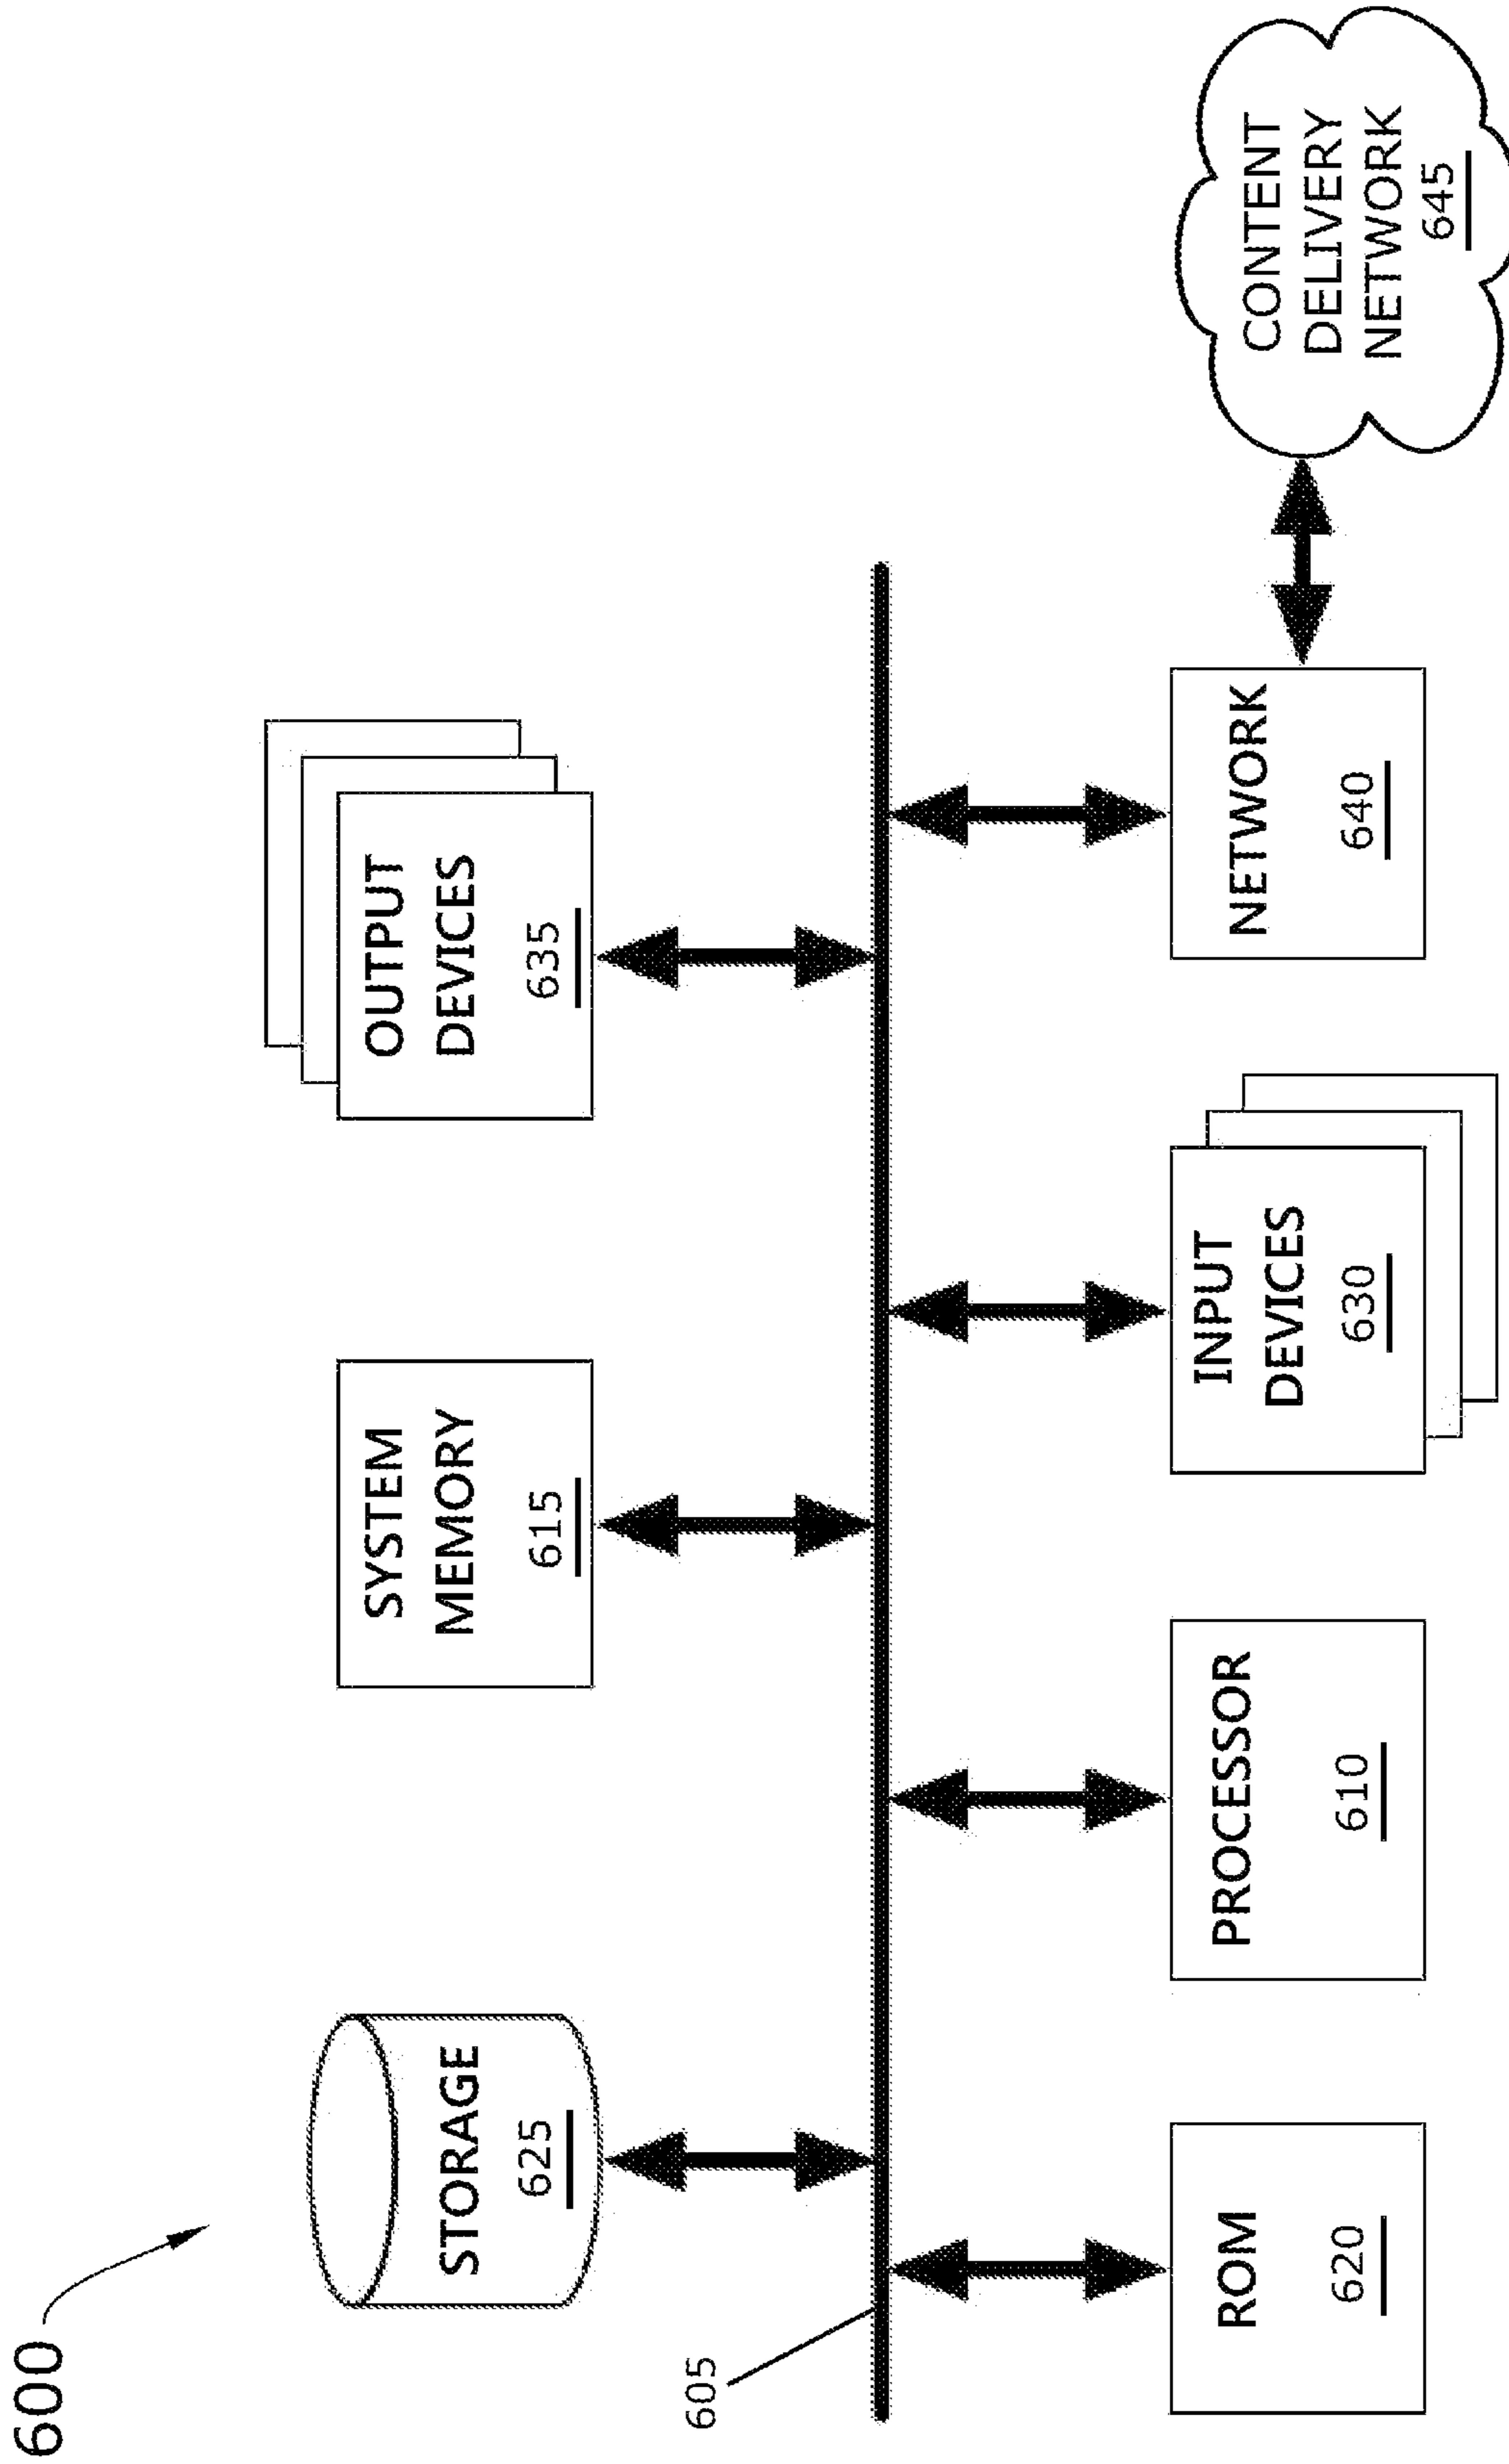 600
STORAGE
625
SYSTEM
MEMORY
615
OUTPUT
DEVICES
635
605
ROM
620
PROCESSOR
610
INPUT
DEVICES
630
NETWORK
640
CONTENT
DELIVERY
NETWORK
645